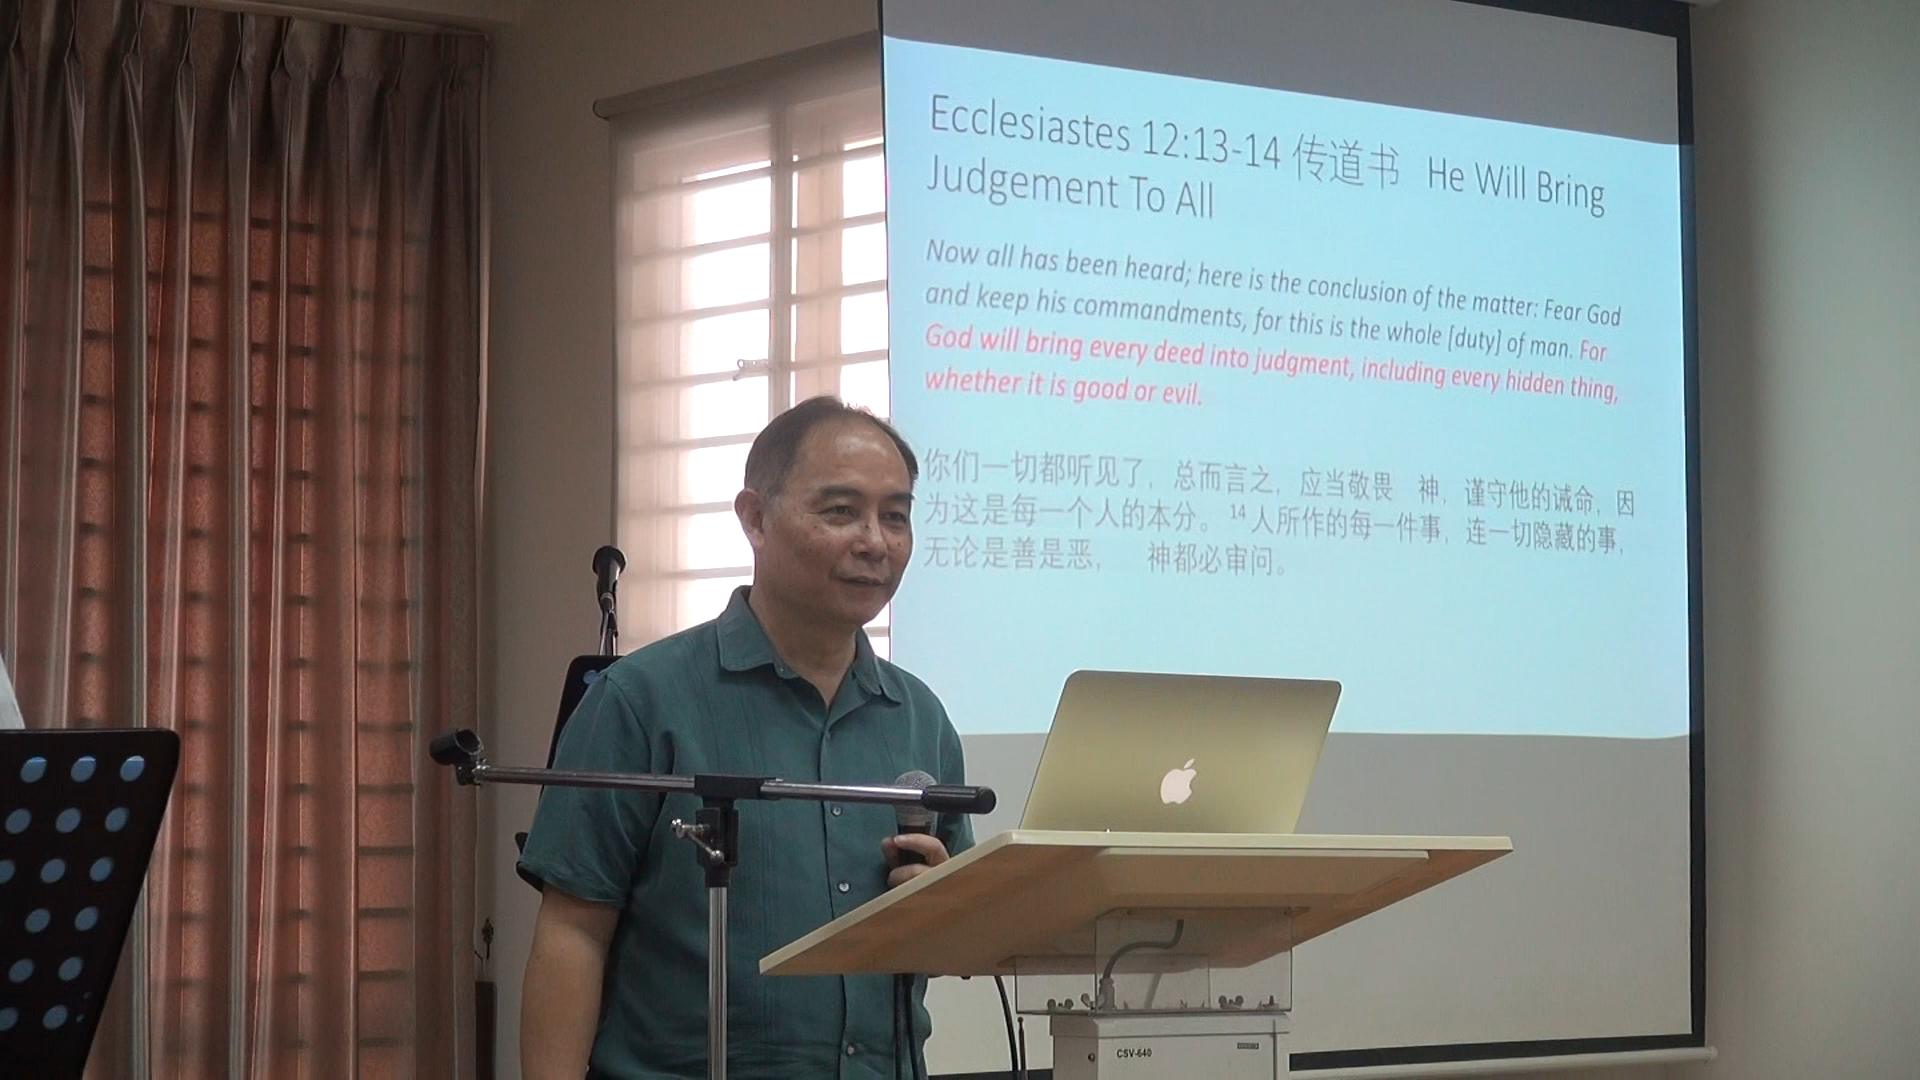 Ecclesiastes 12:13-14 传道书 He Will Bring
Judgement To All
Now all has been heard; here is the conclusion of the matter: Fear God
and keep his commandments, for this is the whole [duty] of man. For
God will bring every deed into judgment, including every hidden thing,
whether it is good or evil.
你们一切都听见了，总而言之，应当敬畏 神，谨守他的诫命，因
为这是每一个人的本分。 14 人所作的每一件事，连一切隐藏的事，
无论是善是恶， 神都必审问。
CSV-640